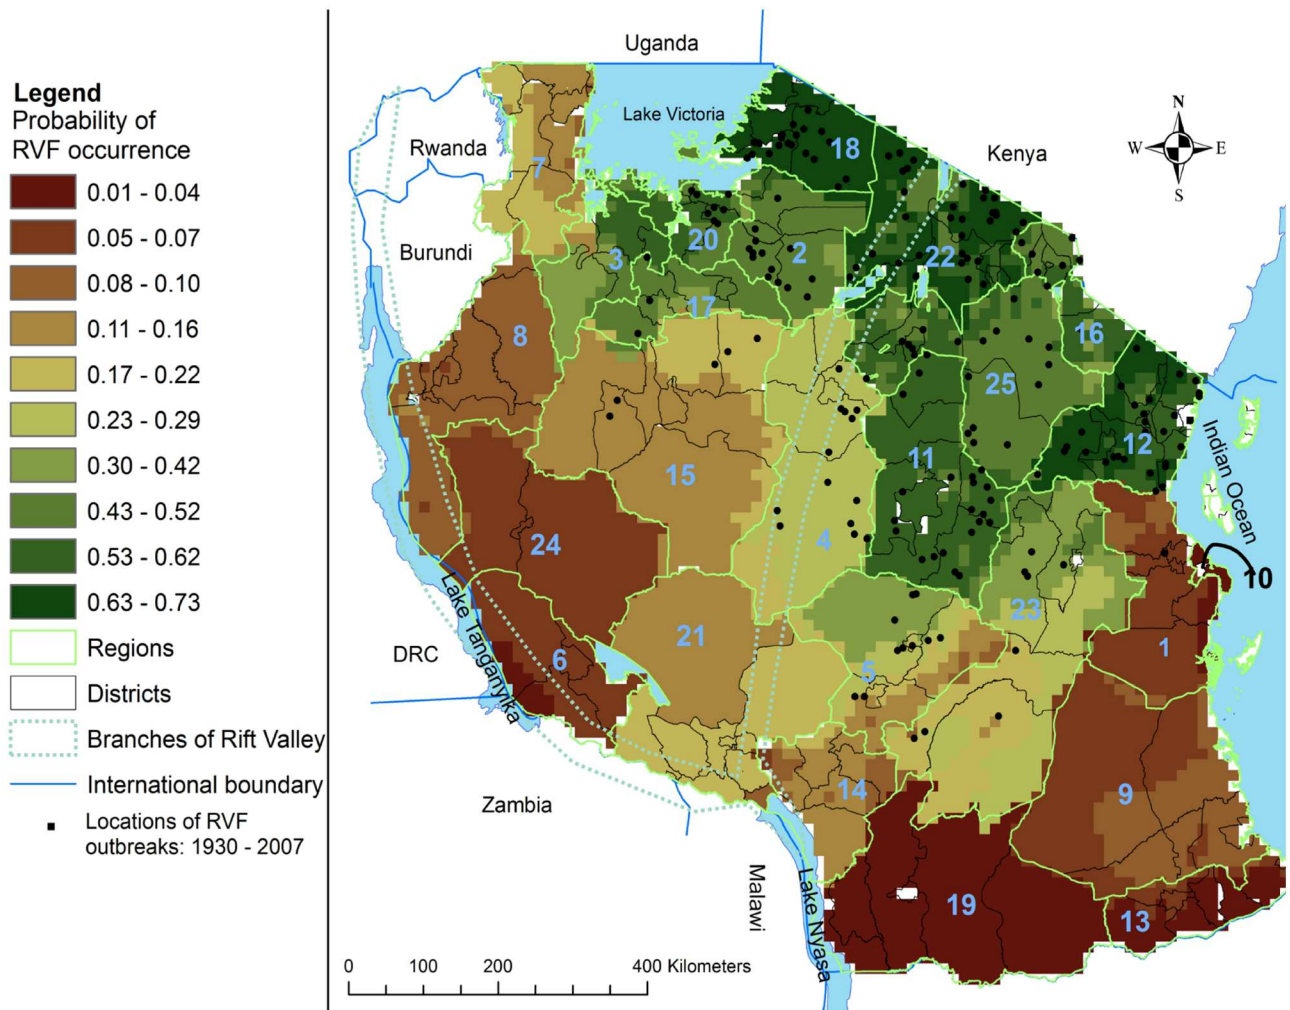 Legend
Probability of
RVF occurrence
0.01 - 0.04
0.05 - 0.07
0.08 - 0.10
0.11 - 0.16
0.17 - 0.22
0.23 - 0.29
0.30 - 0.42
0.43 - 0.52
0.53 - 0.62
0.63 - 0.73
Regions
Districts
Branches of Rift Valley
International boundary
Locations of RVF
outbreaks: 1930 - 2007
Uganda
Lake Victoria
Rwanda
Burundi
Kenya
N
W
E
S
7
18
3
20
2
22
17
8
16
25
12
11
15
Indian Ocean
24
4
10
23
Lake Tanganyika
DRC
6
21
5
1
Zambia
14
9
Malawi
Lake Nyasa
19
13
0
100
200
400 Kilometers